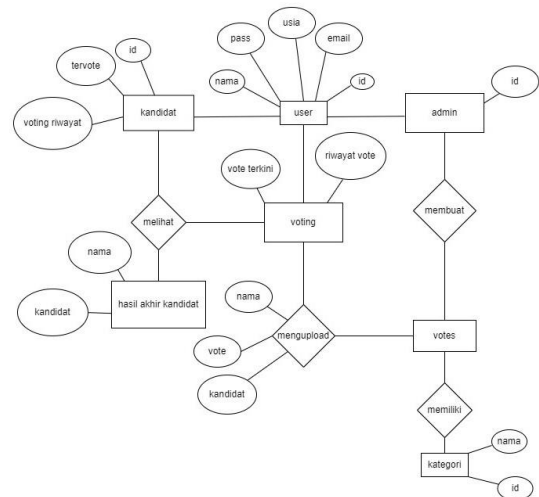 usia
pass
email
id
tervote
nama
id
id
kandidat
user
admin
voting riwayat
riwayat vote
vote terkini
melihat
voting
membuat
nama
hasil akhir kandidat
nama
kandidat
mengupload
votes
vote
kandidat
memiliki
nama
kategori
id